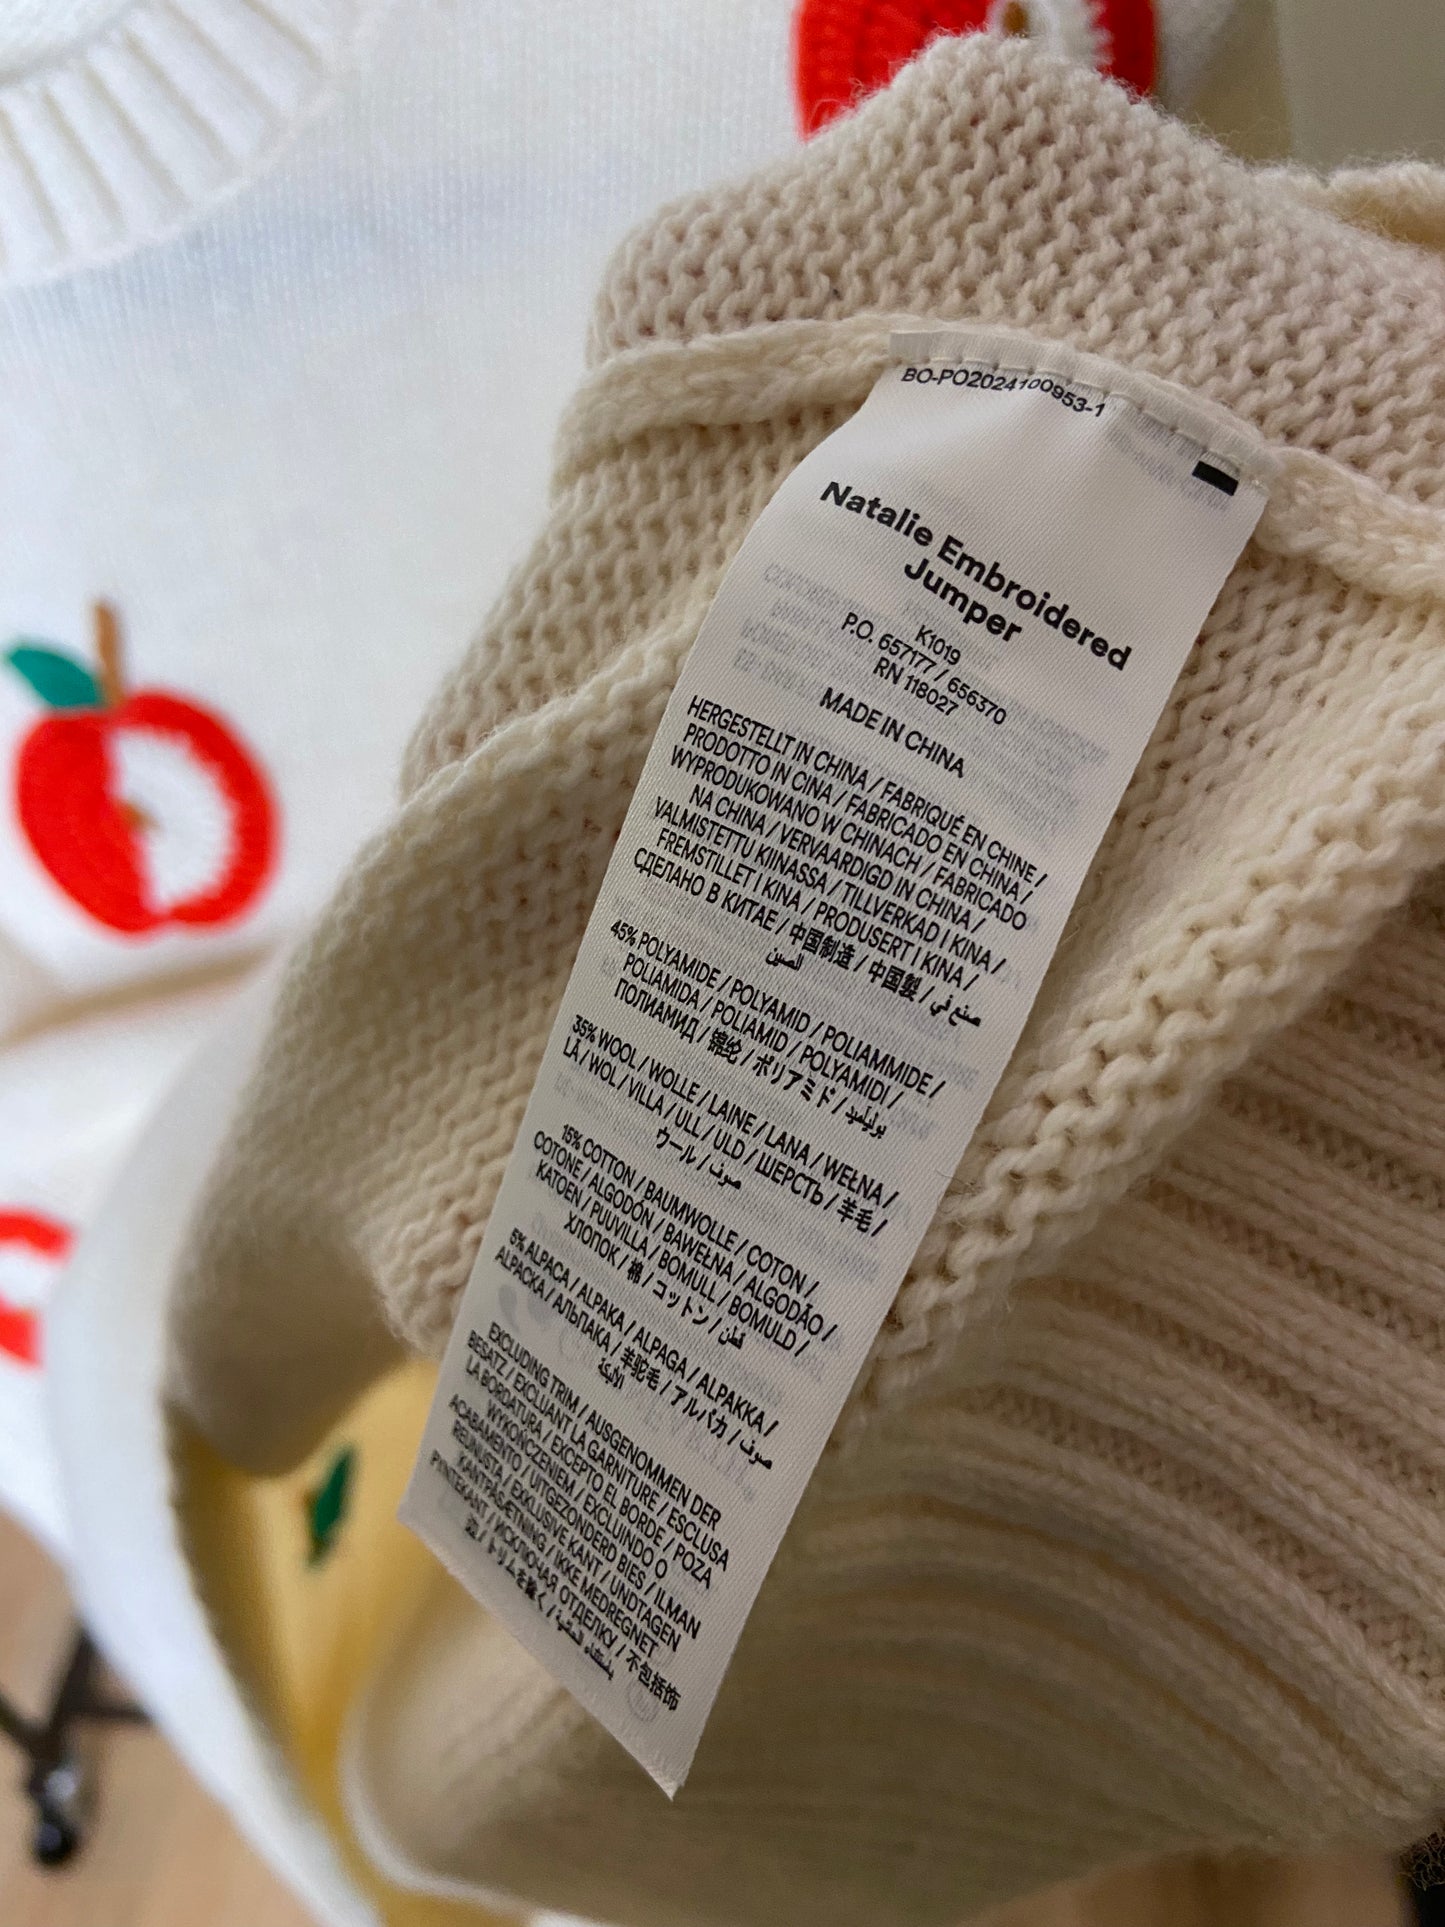 BO-PO2024100953-1
Natalie Embroidered
Jumper
K1019
P.O. 657177 / 656370
RN 118027
MADE IN CHINA
HERGESTELLT IN CHINA / FABRIQUÉ EN CHINE /
PRODOTTO IN CINA / FABRICADO EN CHINA /
WYPRODUKOWANO W CHINACH / FABRICADO
NA CHINA / VERVAARDIGD IN CHINA /
VALMISTETTU KIINASSA / TILLVERKAD I KINA /
FREMSTILLET I KINA / PRODUSERT I KINA /
СДЕЛАНО В КИТАЕ / 中国制造 / 中国製 / صنع في
الصين
45% POLYAMIDE / POLYAMID / POLIAMMIDE /
POLIAMIDA / POLIAMID / POLYAMIDI /
ПОЛИАМИД / 锦纶 / ポリアミド / بوليأميد
35% WOOL / WOLLE / LAINE / LANA / WEŁNA /
LÃ / WOL / VILLA / ULL / ULD / ШЕРСТЬ / 羊毛 /
ウール / صوف
15% COTTON / BAUMWOLLE / COTON /
COTONE / ALGODÓN / BAWEŁNA / ALGODÃO /
KATOEN / PUUVILLA / BOMULL / BOMULD /
ХЛОПОК / 棉 / コットン / قطن
5% ALPACA / ALPAKA / ALPAGA / ALPAKKA /
ALPACKA / АЛЬПАКА / 羊驼毛 / アルパカ / صوف
الألبكة
EXCLUDING TRIM / AUSGENOMMEN DER
BESATZ / EXCLUANT LA GARNITURE / ESCLUSA
LA BORDATURA / EXCEPTO EL BORDE / POZA
WYKOŃCZENIEM / EXCLUINDO O
ACABAMENTO / UITGEZONDERD BIES / ILMAN
REUNUSTA / EXKLUSIVE KANT / UNDTAGEN
KANTPÅSÆTNING / IKKE MEDREGNET
PYNTEKANT / ИСКЛЮЧАЯ ОТДЕЛКУ / 不包括饰
边 / トリムを除く / باستثناء الحاشية